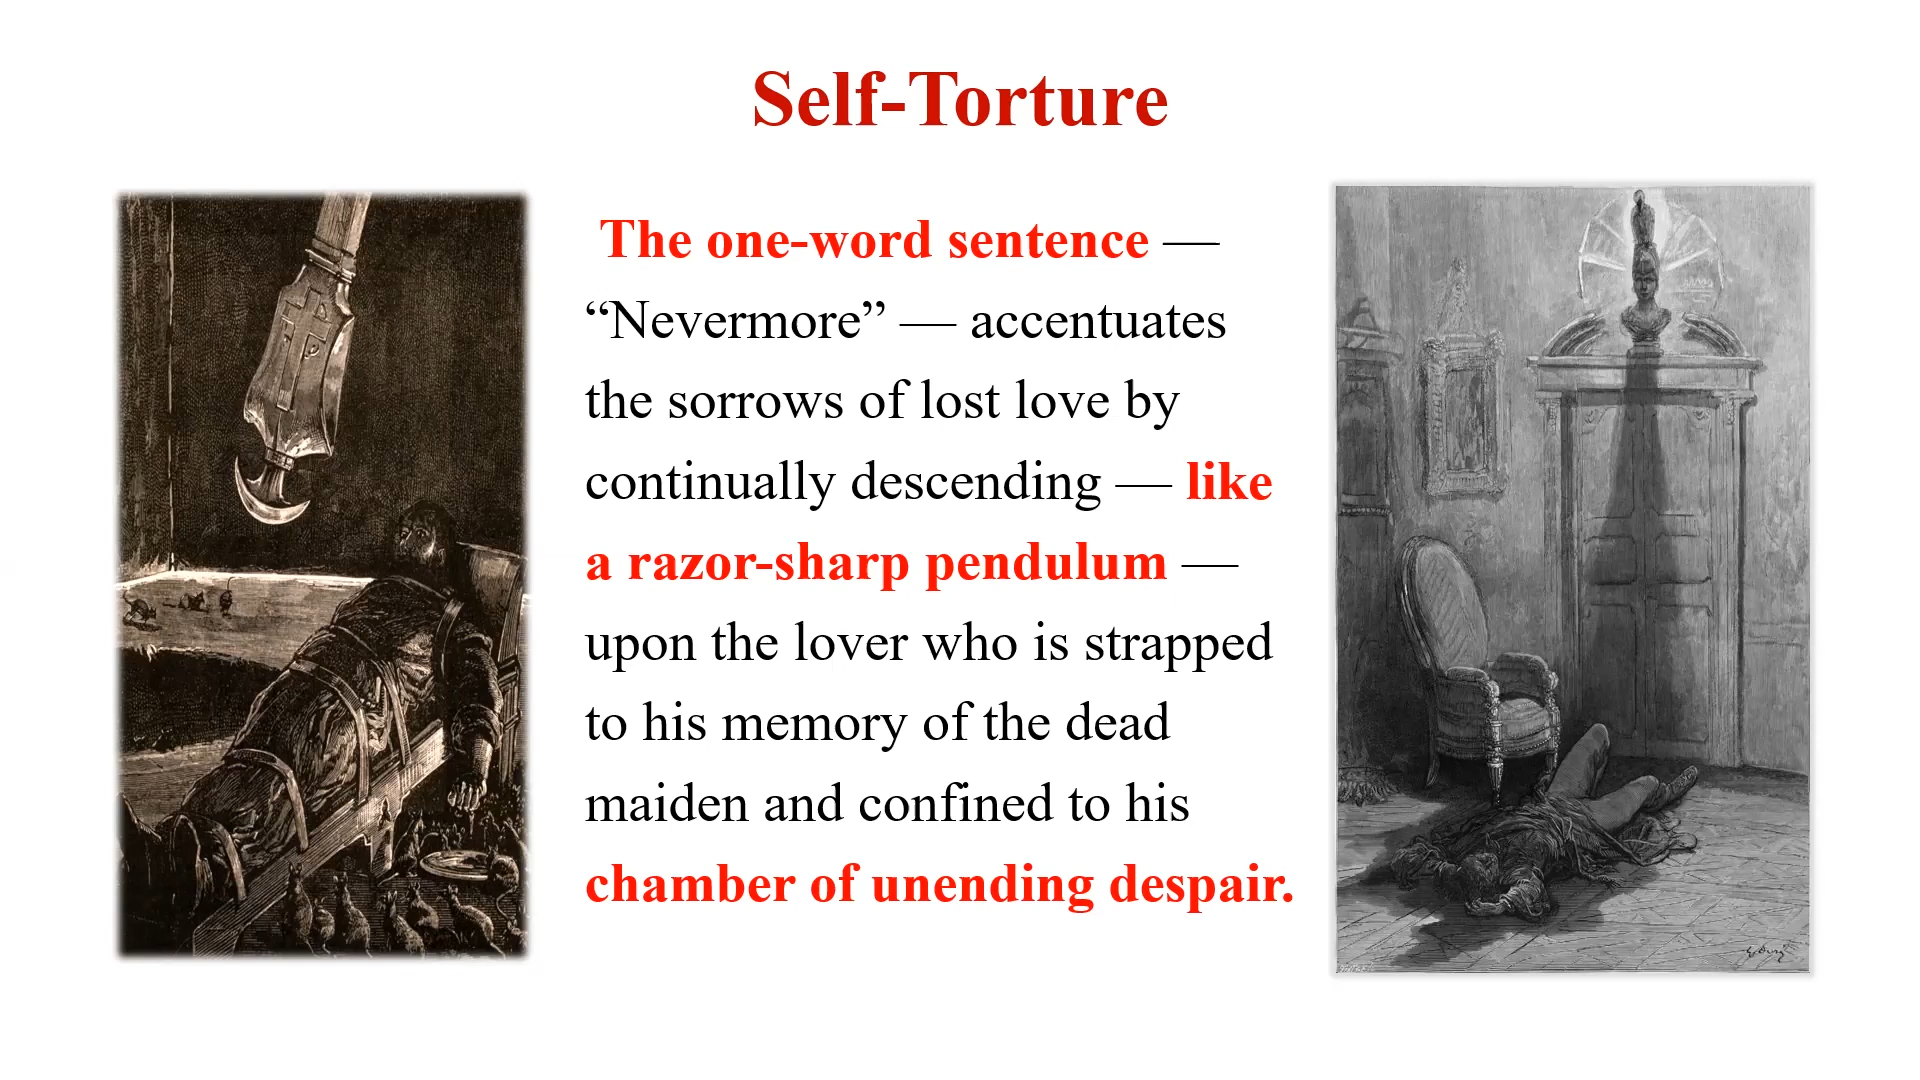 Self-Torture
The one-word sentence —
“Nevermore” — accentuates
the sorrows of lost love by
continually descending — like
a razor-sharp pendulum —
upon the lover who is strapped
to his memory of the dead
maiden and confined to his
chamber of unending despair.